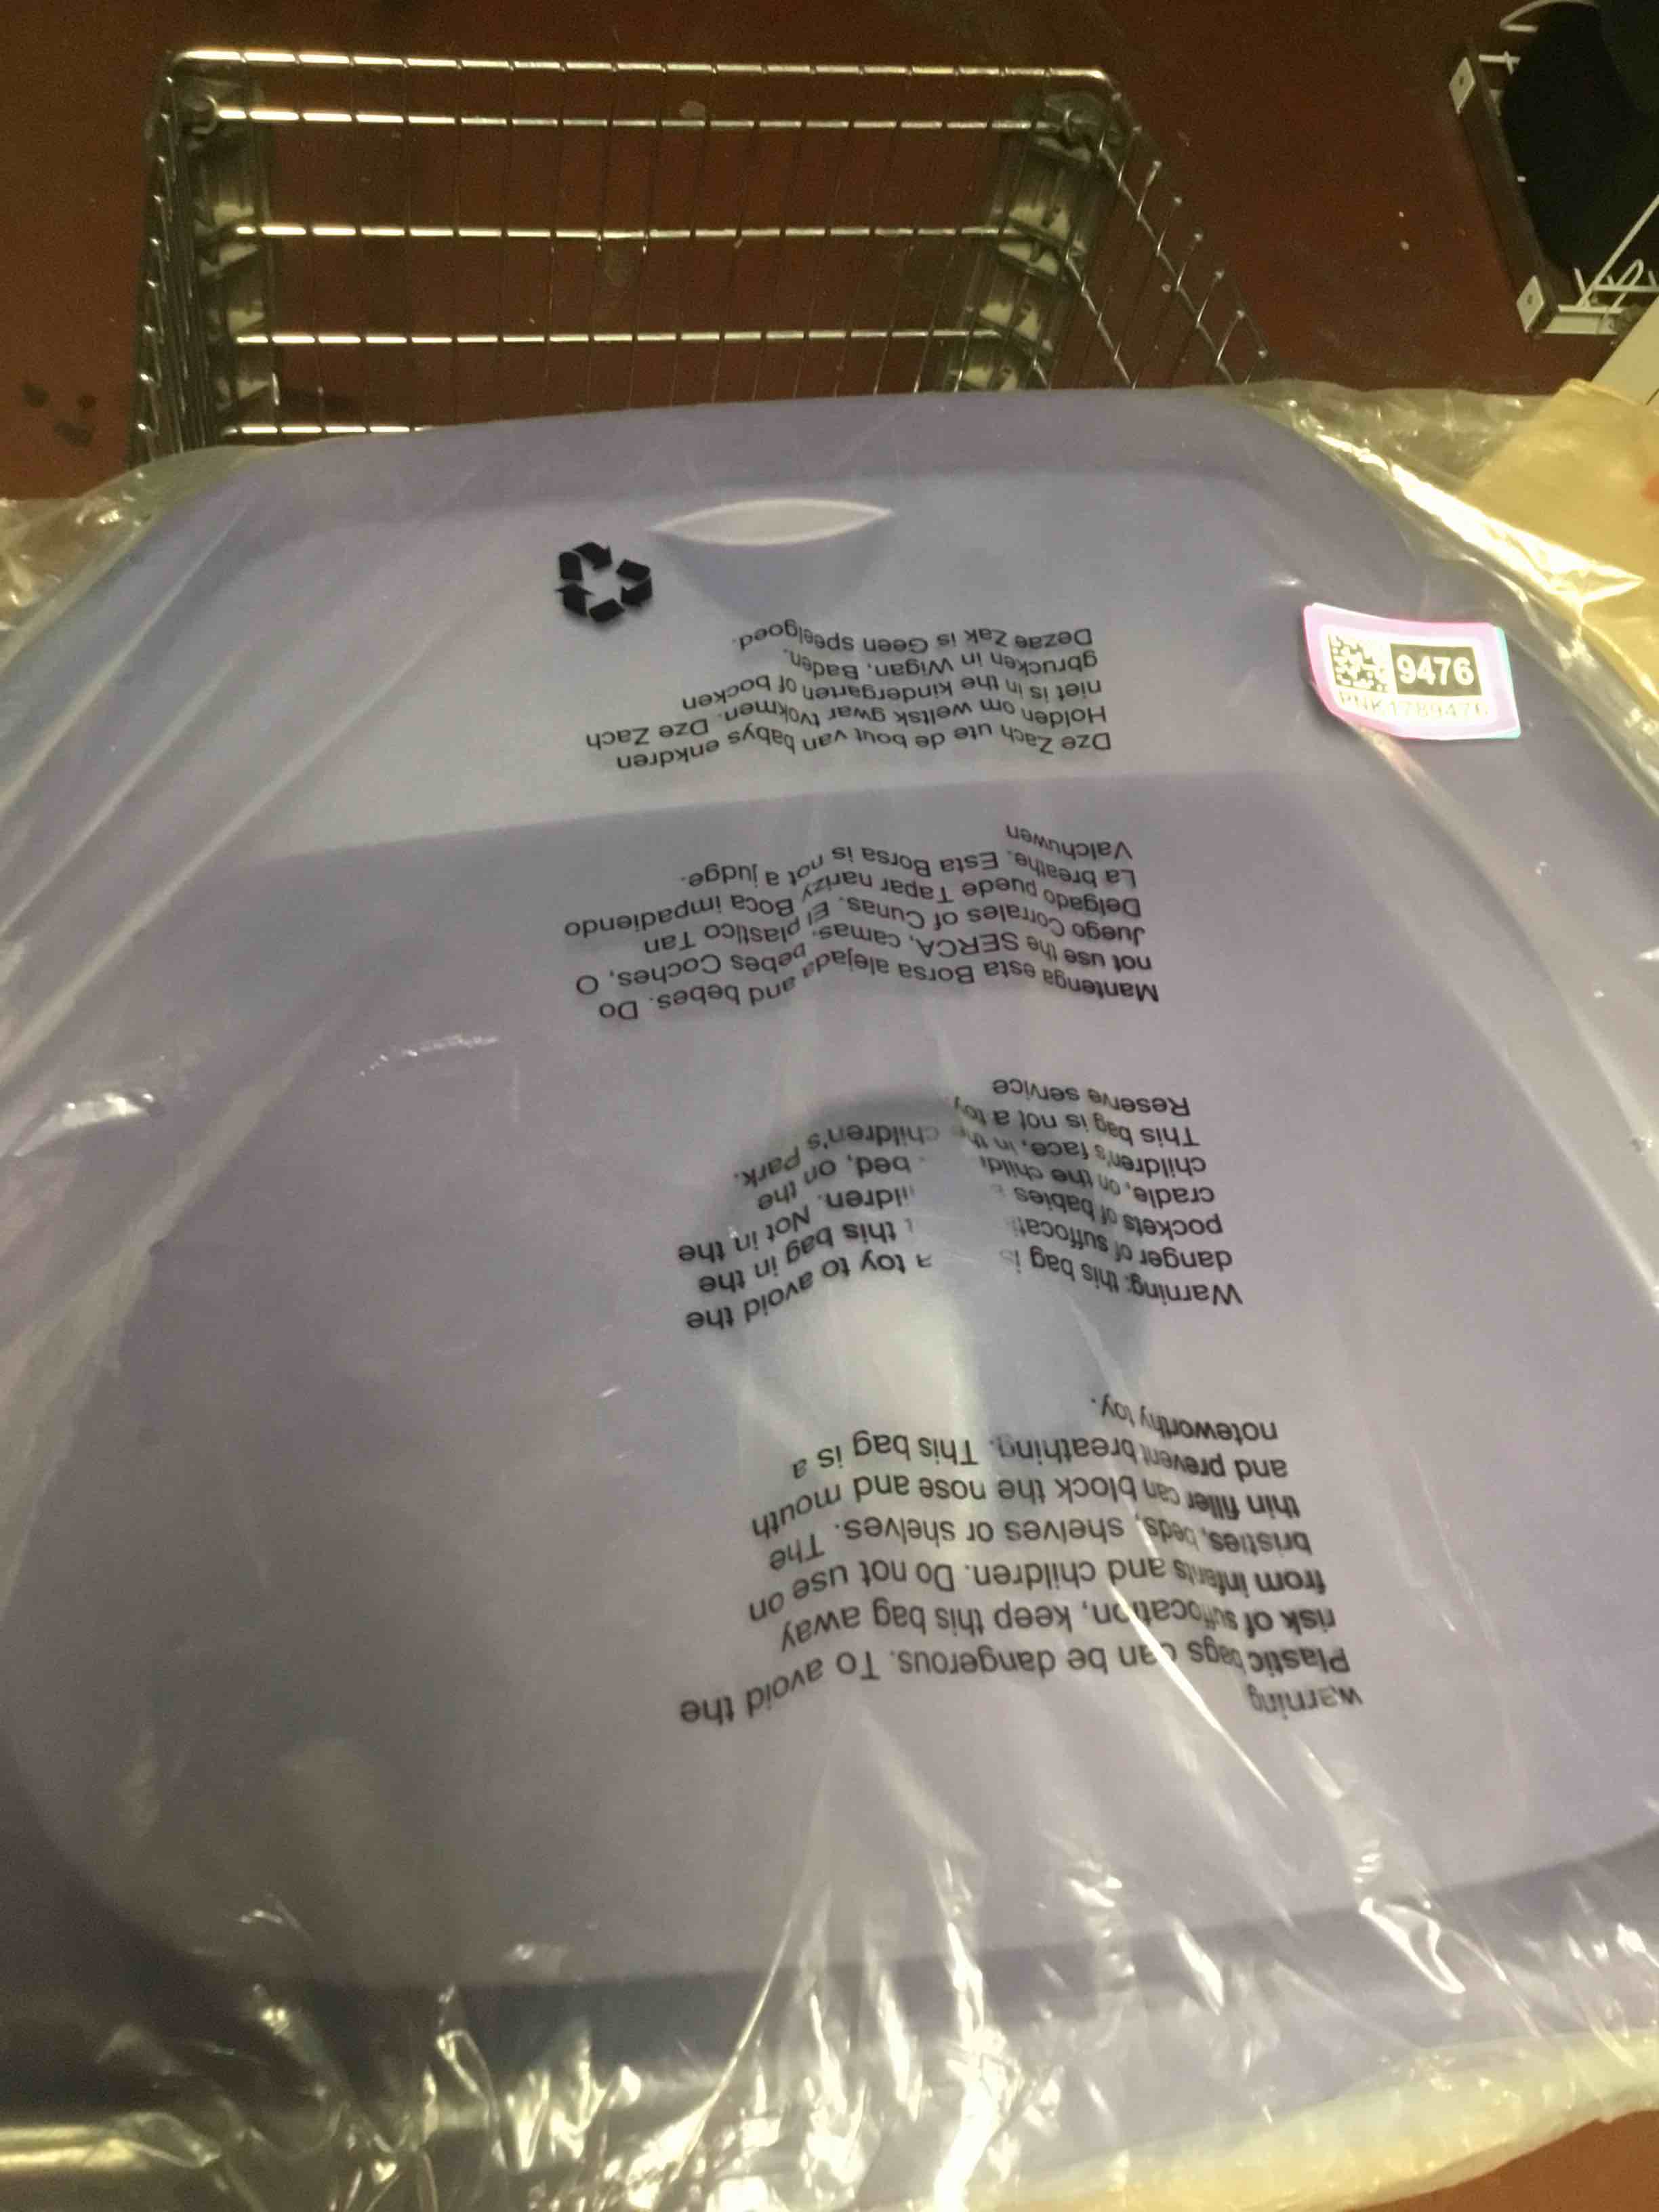 warning
Plastic bags can be dangerous. To avoid the
risk of suffocation, keep this bag away
from infants and children. Do not use on
bristies, beds, shelves or shelves. The
thin filler can block the nose and mouth
and prevent breathing. This bag is a
noteworthy toy.
Warning: this bag is a toy to avoid the
danger of this bag in the
pockets of babies Not in the
cradle, on the bed, on the
children's face, in the children's Park.
This bag is not a toy.
Reserve service
Mantenga esta Borsa alejada and bebes. Do
not use the SERCA, camas, bebes Coches, O
Juego Corrales of Cunas. El plastico Tan
Delgado puede Tapar narizy Boca impadiendo
La breathe. Esta Borsa is not a judge.
Valchuwen
Dze Zach ute de bout van babys enkdren
Holden om weltsk gwar tvokmen. Dze Zach
niet is in the kindergarten of bocken
gbrucken in Wigan, Baden.
Dezae Zak is Geen speelgoed.
9476
PNK1789476